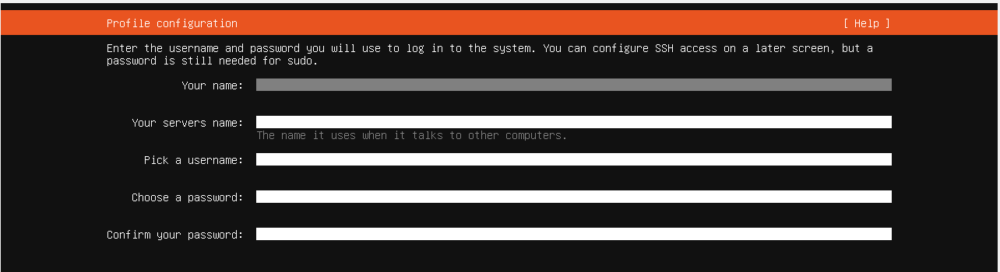 Profile configuration [ Help ]
Enter the username and password you will use to log in to the system. You can configure SSH access on a later screen, but a
password is still needed for sudo.
Your name:
Your servers name:
The name it uses when it talks to other computers.
Pick a username:
Choose a password:
Confirm your password: